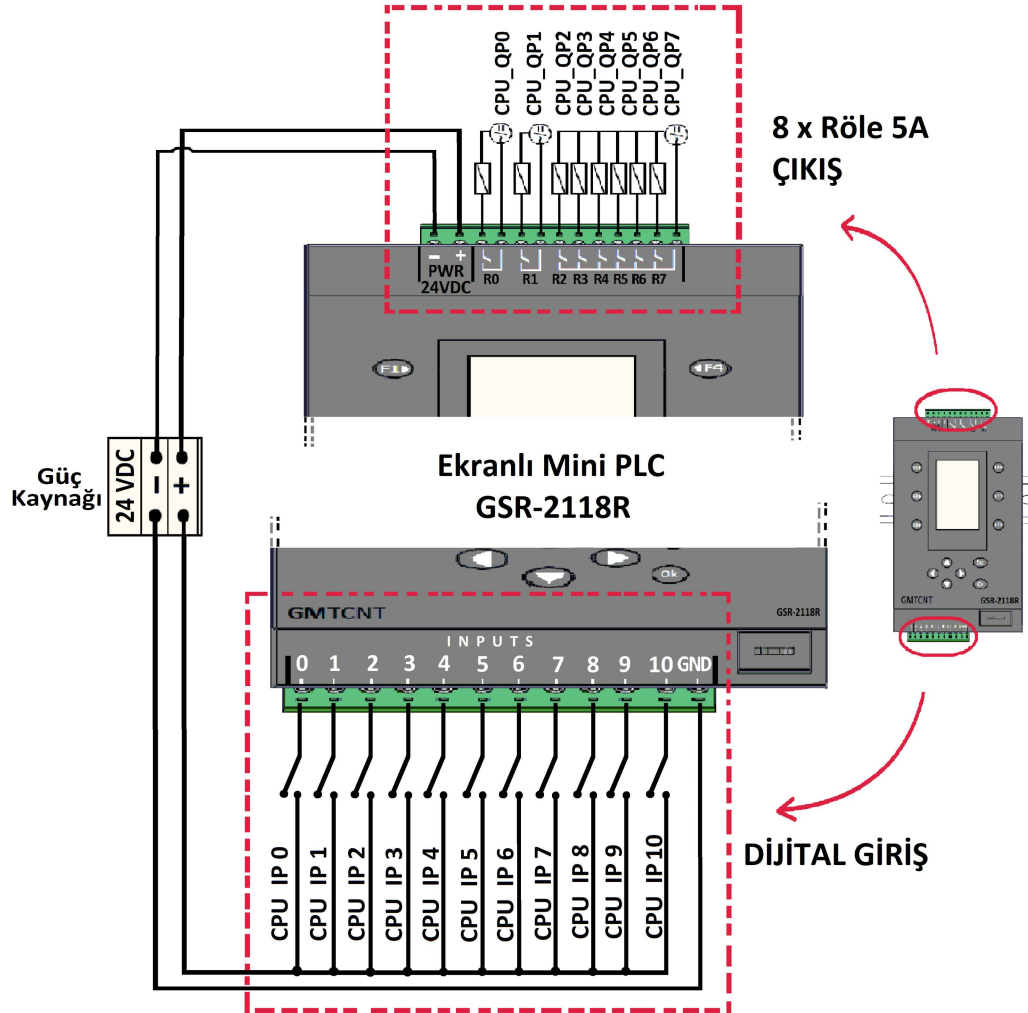 CPU_QP0
CPU_QP1
CPU_QP2
CPU_QP3
CPU_QP4
CPU_QP5
CPU_QP6
CPU_QP7
8 x Röle 5A
ÇIKIŞ
- +
PWR
24VDC
R0 R1 R2 R3 R4 R5 R6 R7
F1
F4
Güç
Kaynağı
24 VDC
- +
Ekranlı Mini PLC
GSR-2118R
Ok
GMTCNT
GSR-2118R
INPUTS
0 1 2 3 4 5 6 7 8 9 10 GND
GMTCNT GSR-2118R
CPU IP 0
CPU IP 1
CPU IP 2
CPU IP 3
CPU IP 4
CPU IP 5
CPU IP 6
CPU IP 7
CPU IP 8
CPU IP 9
CPU IP 10
DİJİTAL GİRİŞ